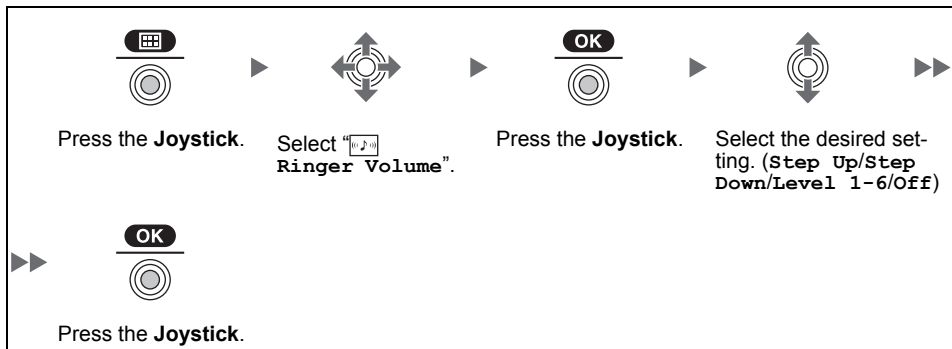 OK
OK
Press the Joystick.
Select “
Ringer Volume”.
Press the Joystick.
Select the desired set-
ting. (Step Up/Step
Down/Level 1-6/Off)
OK
Press the Joystick.